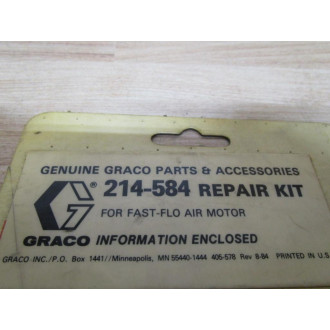 GENUINE GRACO PARTS & ACCESSORIES
® 214-584 REPAIR KIT
FOR FAST-FLO AIR MOTOR
GRACO INFORMATION ENCLOSED
GRACO-INC./P.O. Box 1441//Minneapolis, MN 55440-1444 405-578 Rev 8-84 PRINTED IN U.S.